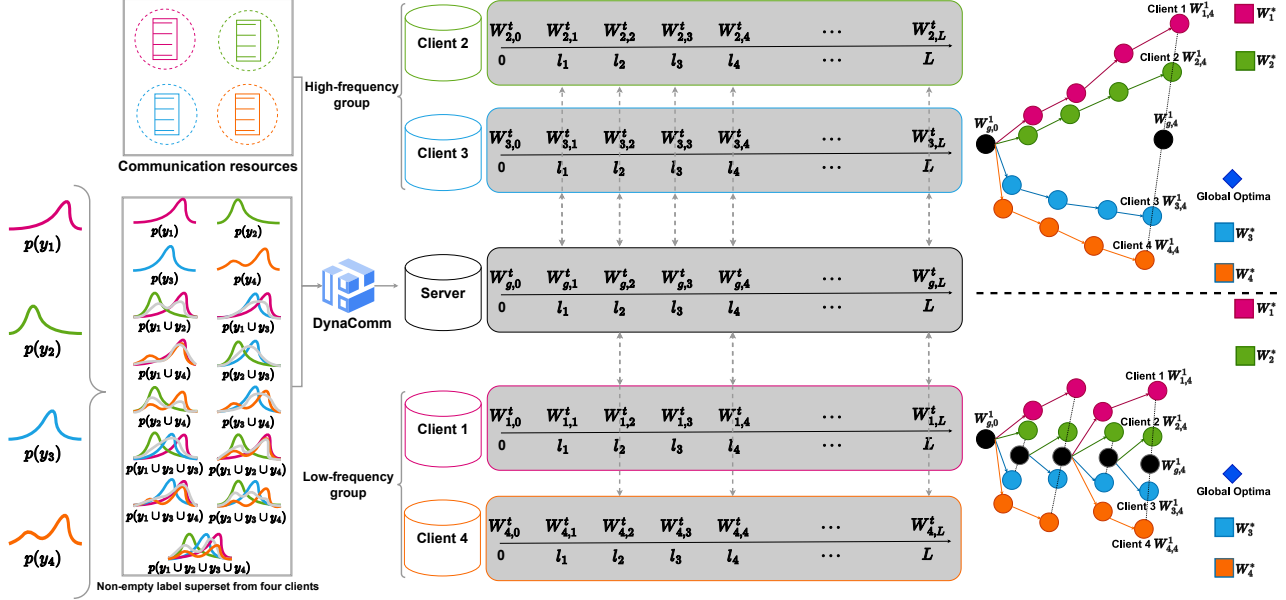 Communication resources
p(y₁)
p(y₂)
p(y₃)
p(y₄)
p(y₁)
p(y₂)
p(y₃)
p(y₄)
p(y₁ ∪ y₂)
p(y₁ ∪ y₃)
p(y₁ ∪ y₄)
p(y₂ ∪ y₃)
p(y₂ ∪ y₄)
p(y₃ ∪ y₄)
p(y₁ ∪ y₂ ∪ y₃)
p(y₁ ∪ y₂ ∪ y₄)
p(y₁ ∪ y₃ ∪ y₄)
p(y₂ ∪ y₃ ∪ y₄)
p(y₁ ∪ y₂ ∪ y₃ ∪ y₄)
Non-empty label superset from four clients
DynaComm
High-frequency
group
Low-frequency
group
Client 2
W^t_{2,0} W^t_{2,1} W^t_{2,2} W^t_{2,3} W^t_{2,4} ... W^t_{2,L}
0 l₁ l₂ l₃ l₄ ... L
Client 3
W^t_{3,0} W^t_{3,1} W^t_{3,2} W^t_{3,3} W^t_{3,4} ... W^t_{3,L}
0 l₁ l₂ l₃ l₄ ... L
Server
W^t_{g,0} W^t_{g,1} W^t_{g,2} W^t_{g,3} W^t_{g,4} ... W^t_{g,L}
0 l₁ l₂ l₃ l₄ ... L
Client 1
W^t_{1,0} W^t_{1,1} W^t_{1,2} W^t_{1,3} W^t_{1,4} ... W^t_{1,L}
0 l₁ l₂ l₃ l₄ ... L
Client 4
W^t_{4,0} W^t_{4,1} W^t_{4,2} W^t_{4,3} W^t_{4,4} ... W^t_{4,L}
0 l₁ l₂ l₃ l₄ ... L
Client 1 W^1_{1,4}
W^*_1
Client 2 W^1_{2,4}
W^*_2
W^1_{g,0}
W^1_{g,4}
Global Optima
Client 3 W^1_{3,4}
W^*_3
Client 4 W^1_{4,4}
W^*_4
W^*_1
W^*_2
Client 1 W^1_{1,4}
W^1_{g,0}
Client 2
W^1_{2,4}
W^1_{g,4}
Global Optima
Client 3
W^1_{3,4}
W^*_3
Client 4 W^1_{4,4}
W^*_4